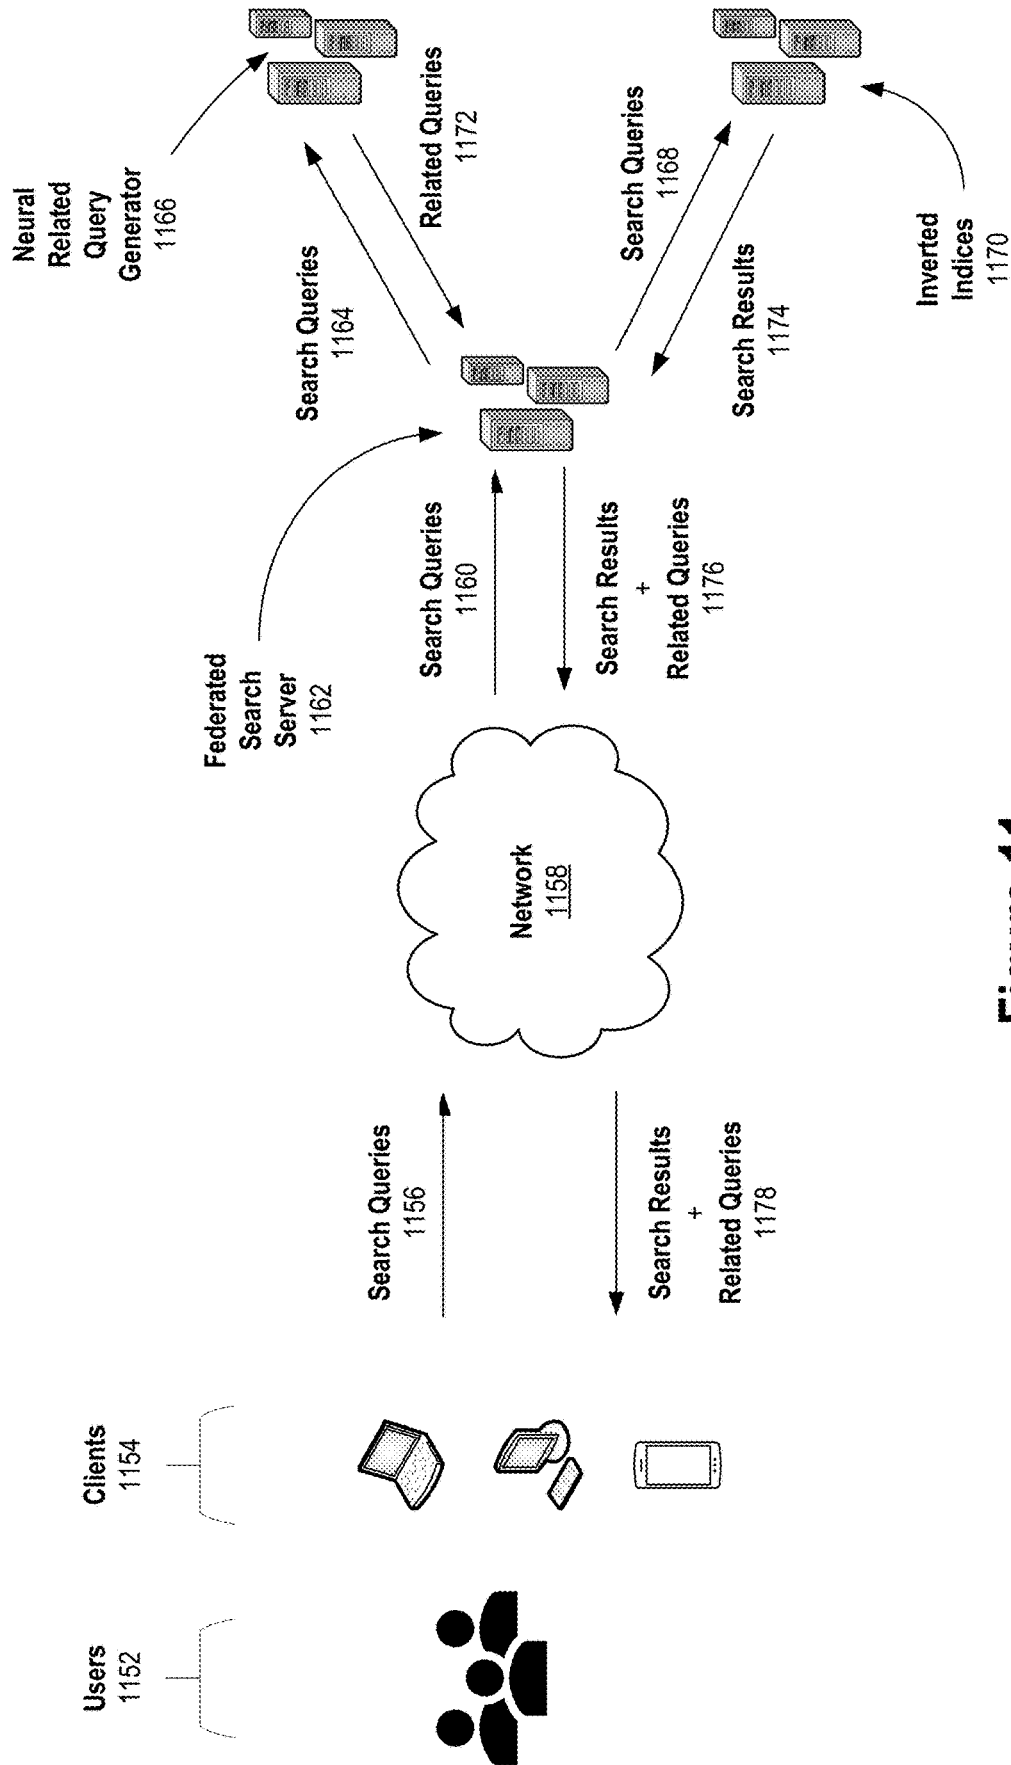 Users
1152
Clients
1154
Search Queries
1156
Search Results
+
Related Queries
1178
Network
1158
Federated
Search
Server
1162
Search Queries
1160
Search Results
+
Related Queries
1176
Neural
Related
Query
Generator
1166
Search Queries
1164
Related Queries
1172
Search Queries
1168
Search Results
1174
Inverted
Indices
1170